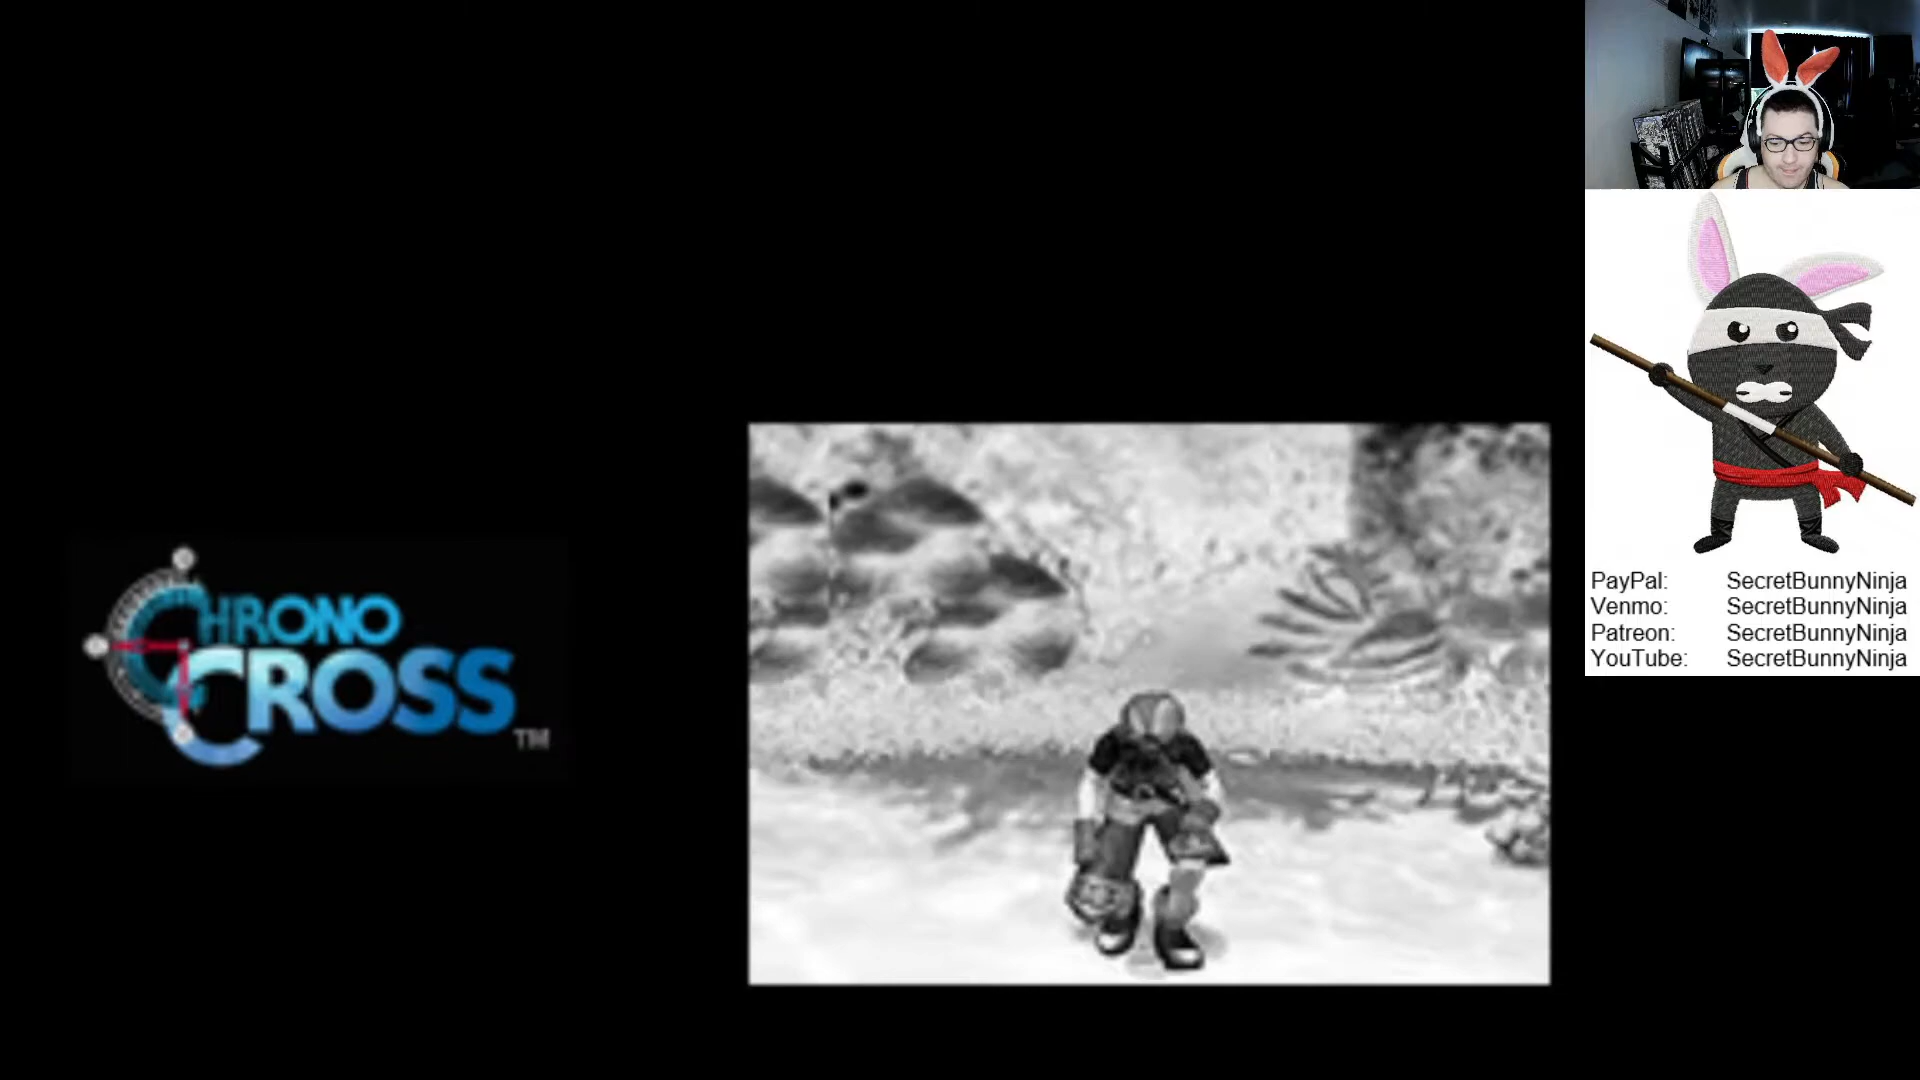 CHRONO
CROSS TM
PayPal: SecretBunnyNinja
Venmo: SecretBunnyNinja
Patreon: SecretBunnyNinja
YouTube: SecretBunnyNinja